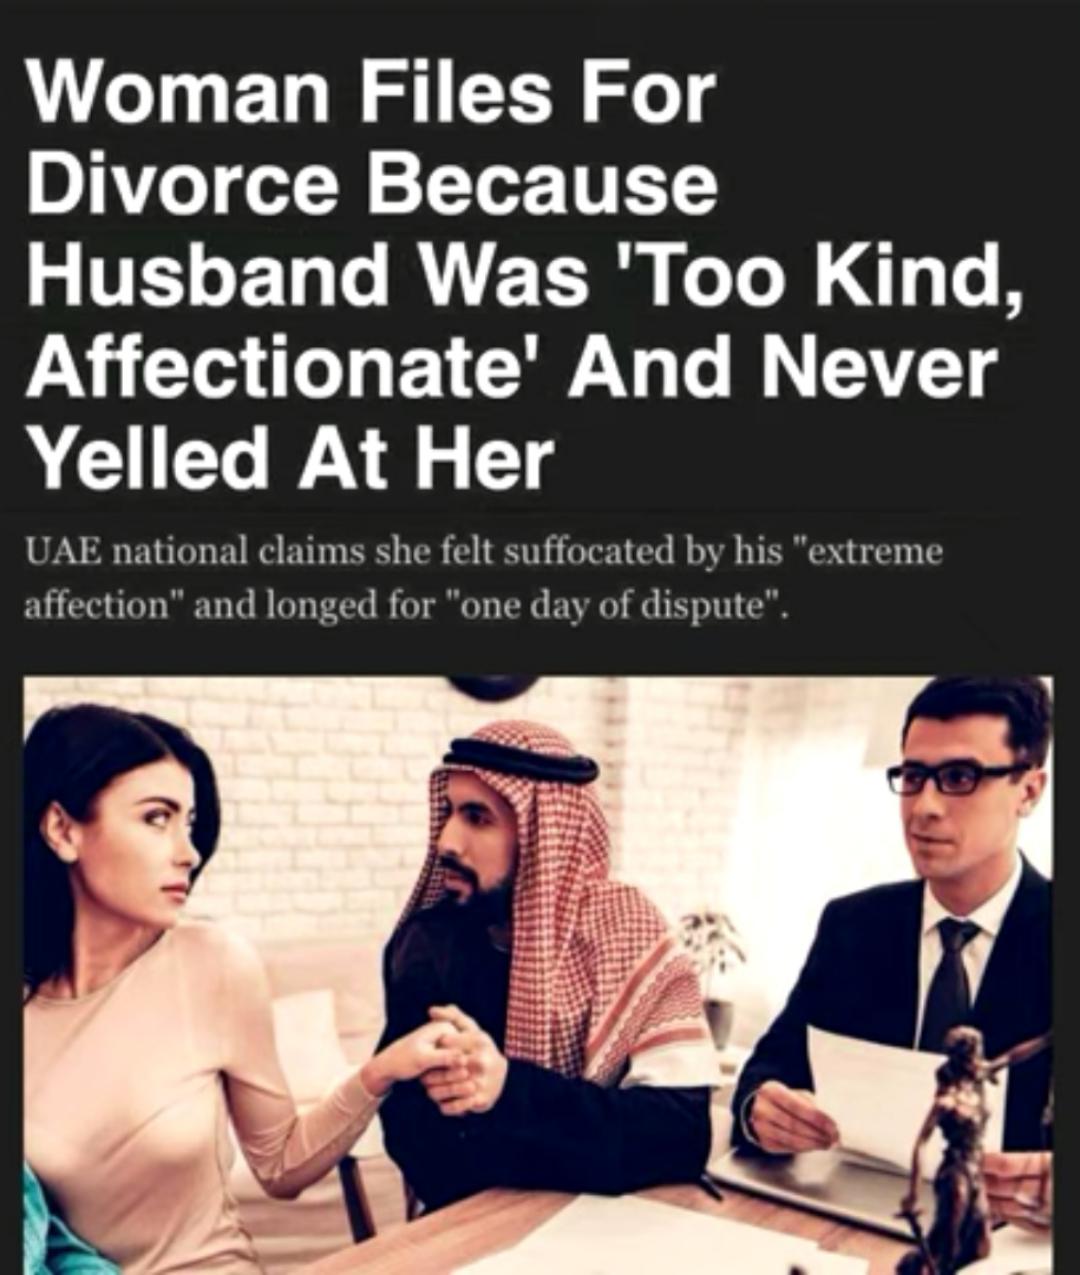 Woman Files For
Divorce Because
Husband Was 'Too Kind,
Affectionate' And Never
Yelled At Her
UAE national claims she felt suffocated by his "extreme
affection" and longed for "one day of dispute".